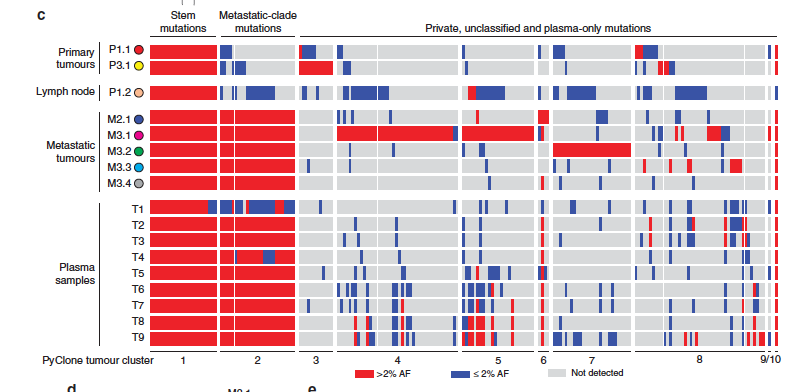 c
Stem mutations
Metastatic-clade mutations
Private, unclassified and plasma-only mutations
Primary tumours
P1.1
P3.1
Lymph node
P1.2
Metastatic tumours
M2.1
M3.1
M3.2
M3.3
M3.4
Plasma samples
T1
T2
T3
T4
T5
T6
T7
T8
T9
PyClone tumour cluster 1 2 3 4 5 6 7 8 9/10
>2% AF ≤ 2% AF Not detected
e